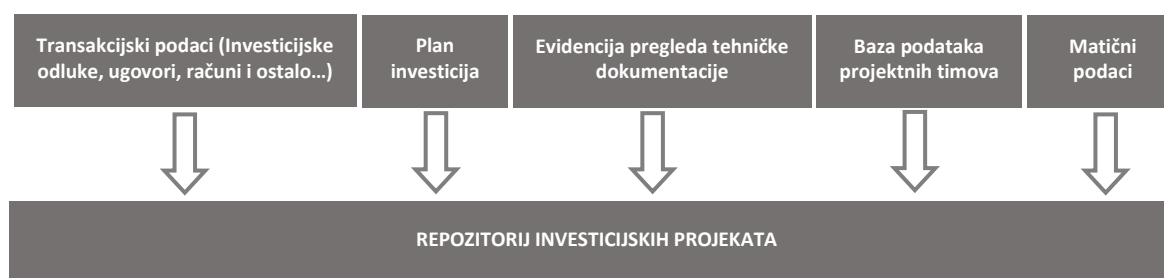 Transakcijski podaci (Investicijske
odluke, ugovori, računi i ostalo...)
Plan
investicija
Evidencija pregleda tehničke
dokumentacije
Baza podataka
projektnih timova
Matični
podaci
REPOZITORIJ INVESTICIJSKIH PROJEKATA